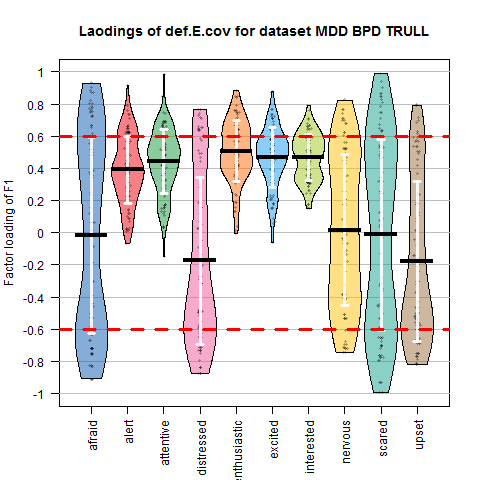 Laodings of def.E.cov for dataset MDD BPD TRULL
Factor loading of F1
1
0.8
0.6
0.4
0.2
0
-0.2
-0.4
-0.6
-0.8
-1
afraid
alert
attentive
distressed
enthusiastic
excited
interested
nervous
scared
upset